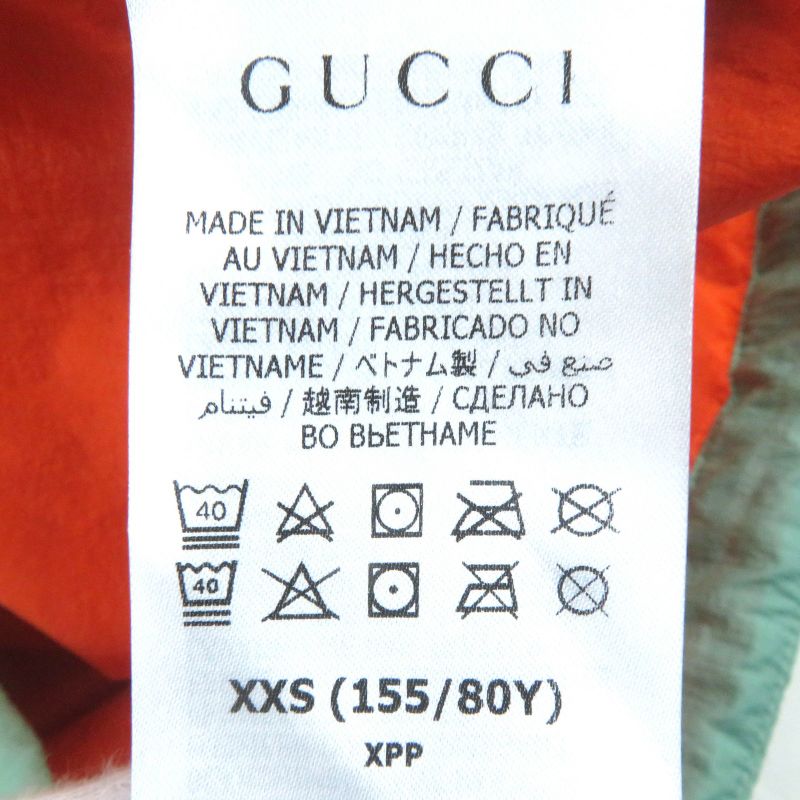 GUCCI
MADE IN VIETNAM / FABRIQUÉ
AU VIETNAM / HECHO EN
VIETNAM / HERGESTELLT IN
VIETNAM / FABRICADO NO
VIETNAME / ベトナム製 / صنع في
فيتنام / 越南制造 / СДЕЛАНО
ВО ВЬЕТНАМЕ
40
40
XXS (155/80Y)
XPP